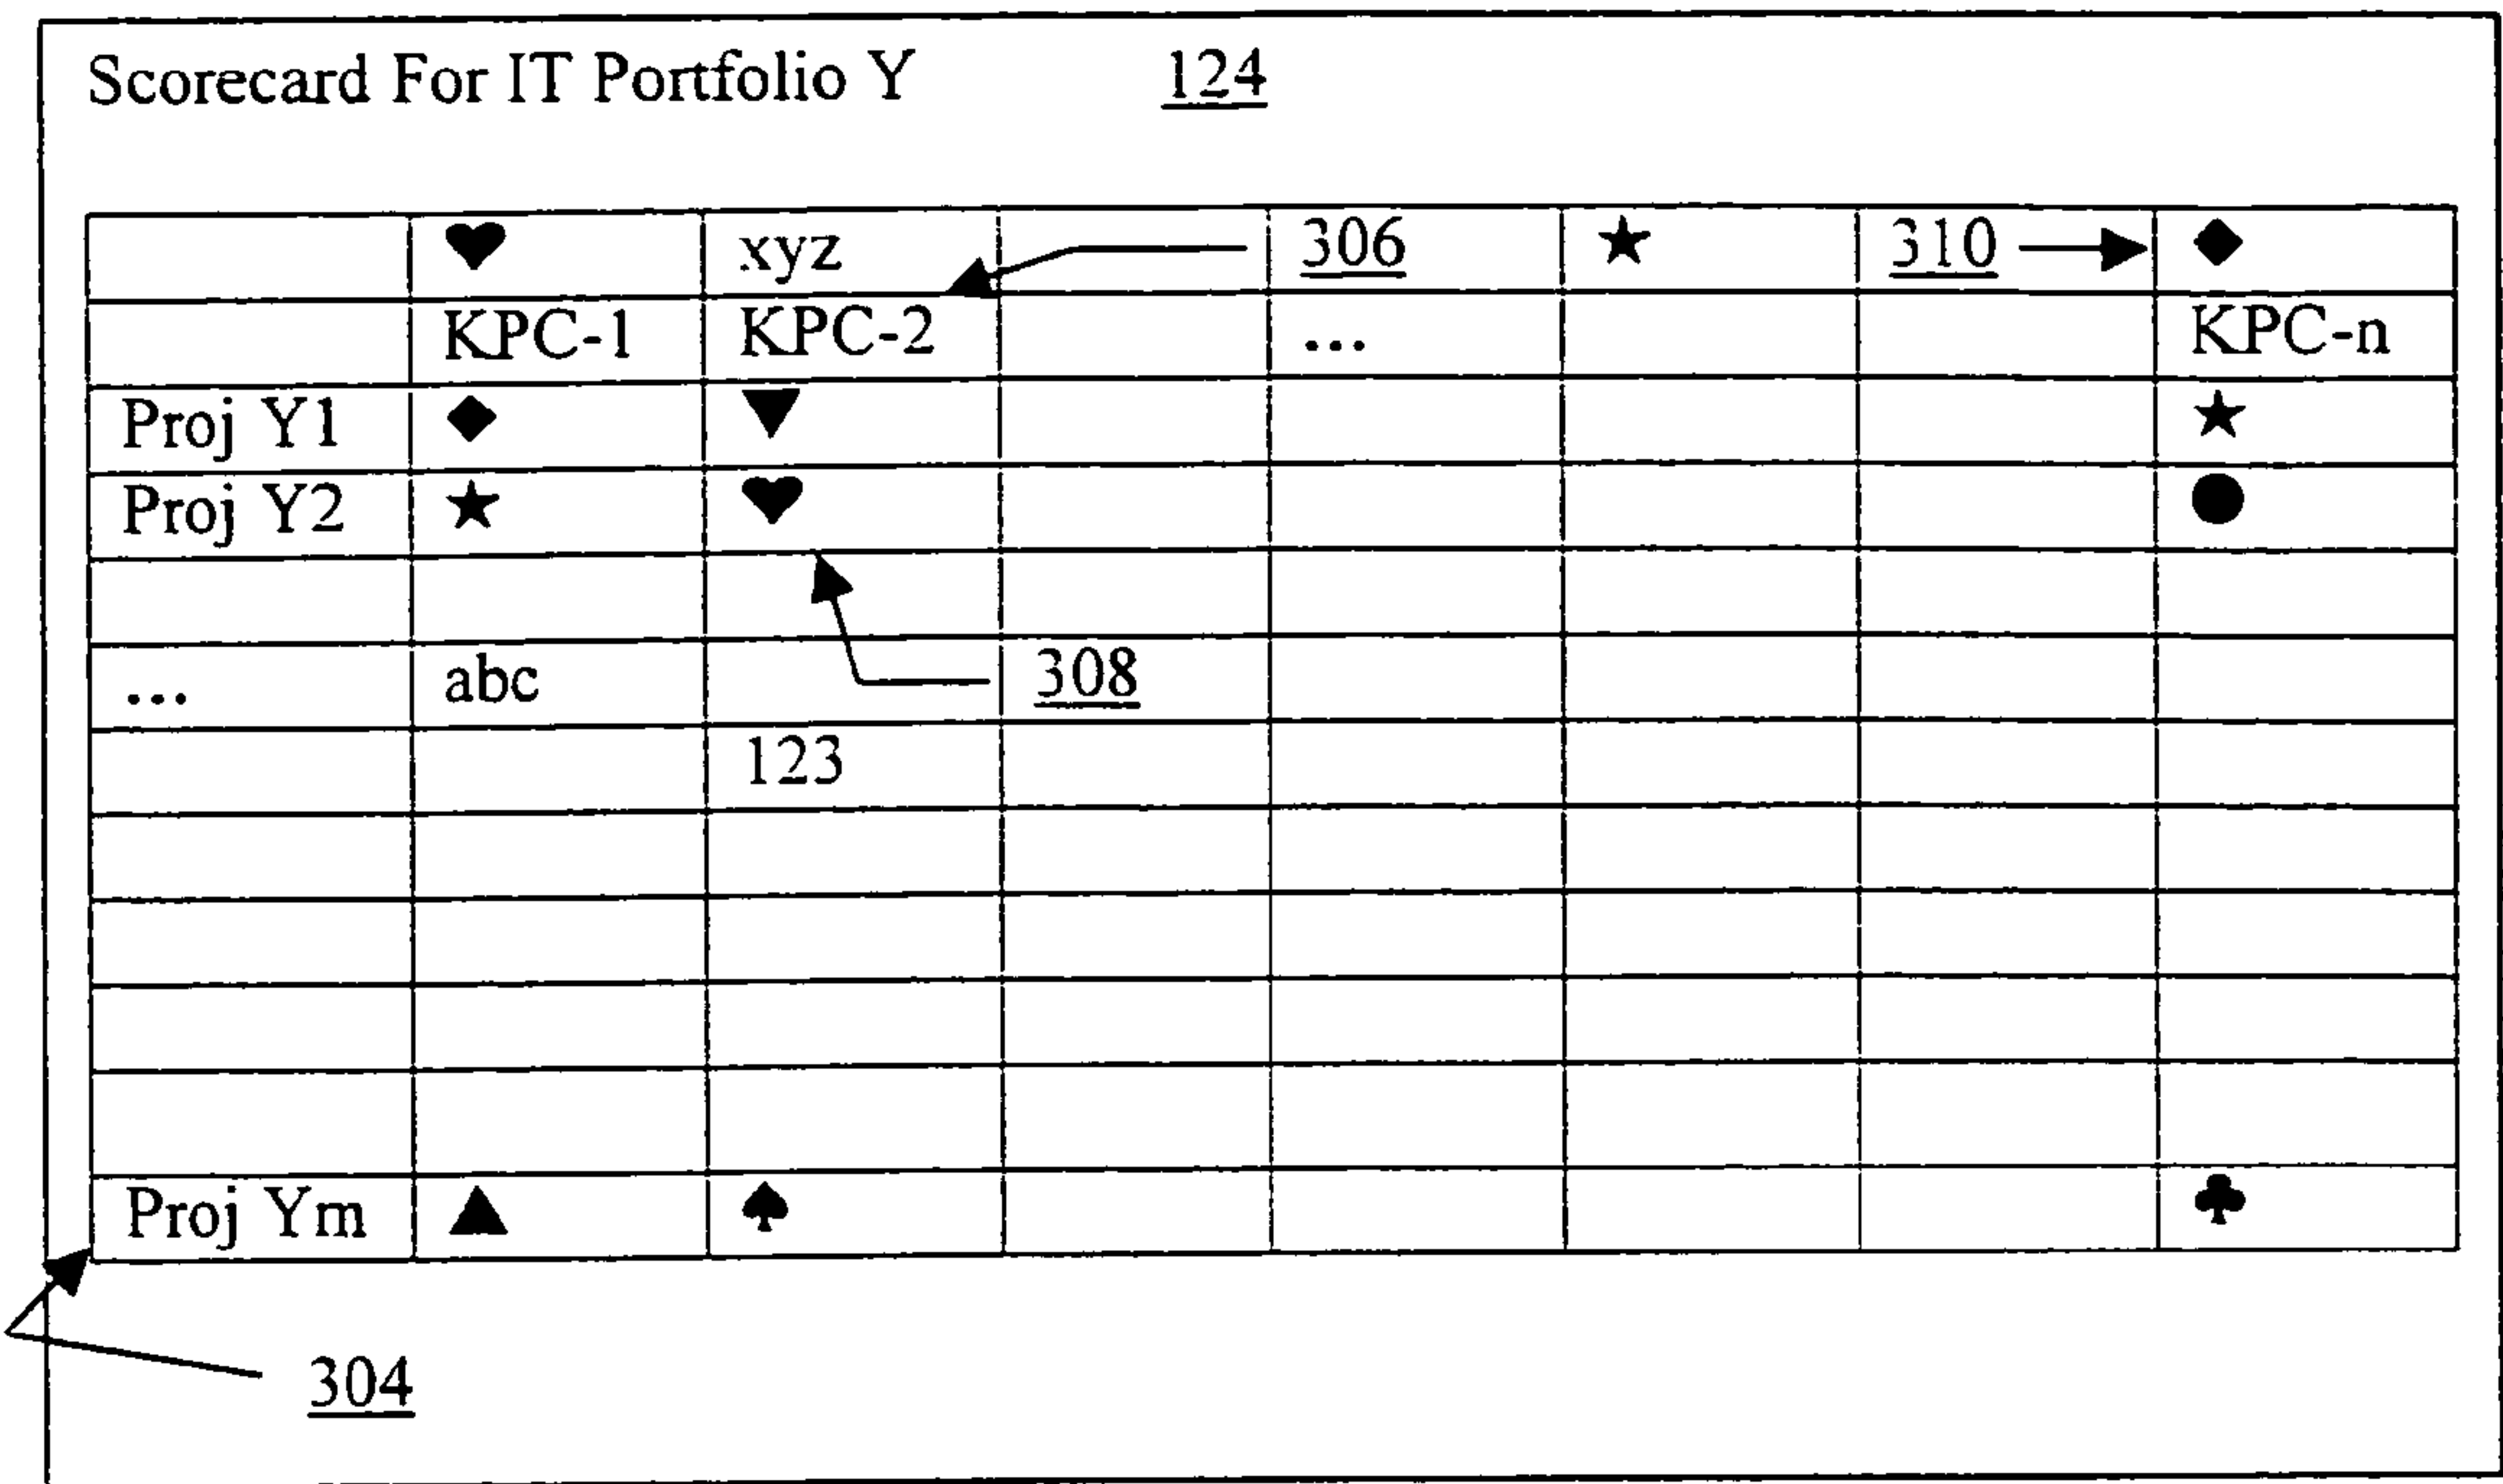 Scorecard For IT Portfolio Y 124
♥ xyz 306 ★ 310 ◆
KPC-1 KPC-2 ... KPC-n
Proj Y1 ◆ ▼ ★
Proj Y2 ★ ♥ ●
... abc 308
123
Proj Ym ▲ ♠ ♣
304